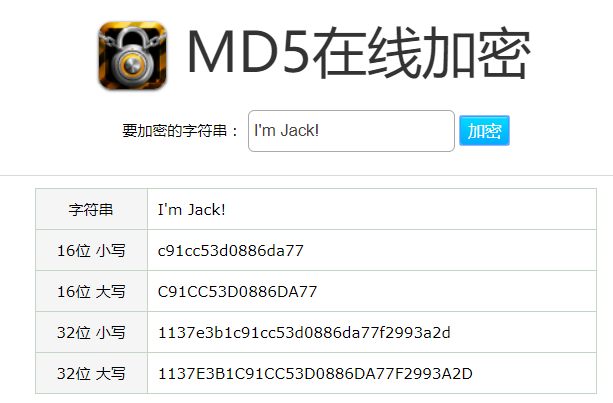 MD5在线加密
要加密的字符串： I'm Jack! 加密
字符串 I'm Jack!
16位 小写 c91cc53d0886da77
16位 大写 C91CC53D0886DA77
32位 小写 1137e3b1c91cc53d0886da77f2993a2d
32位 大写 1137E3B1C91CC53D0886DA77F2993A2D